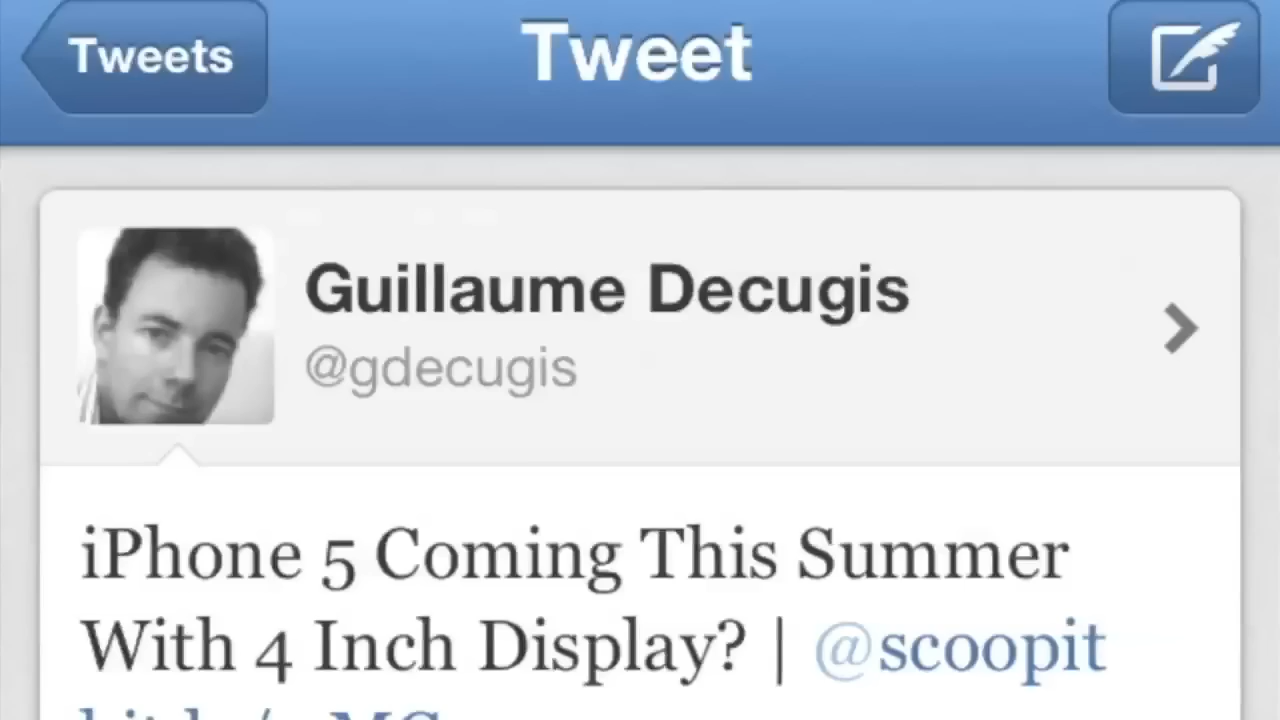 Tweets
Tweet
Guillaume Decugis
@gdecugis
iPhone 5 Coming This Summer
With 4 Inch Display? | @scoopit